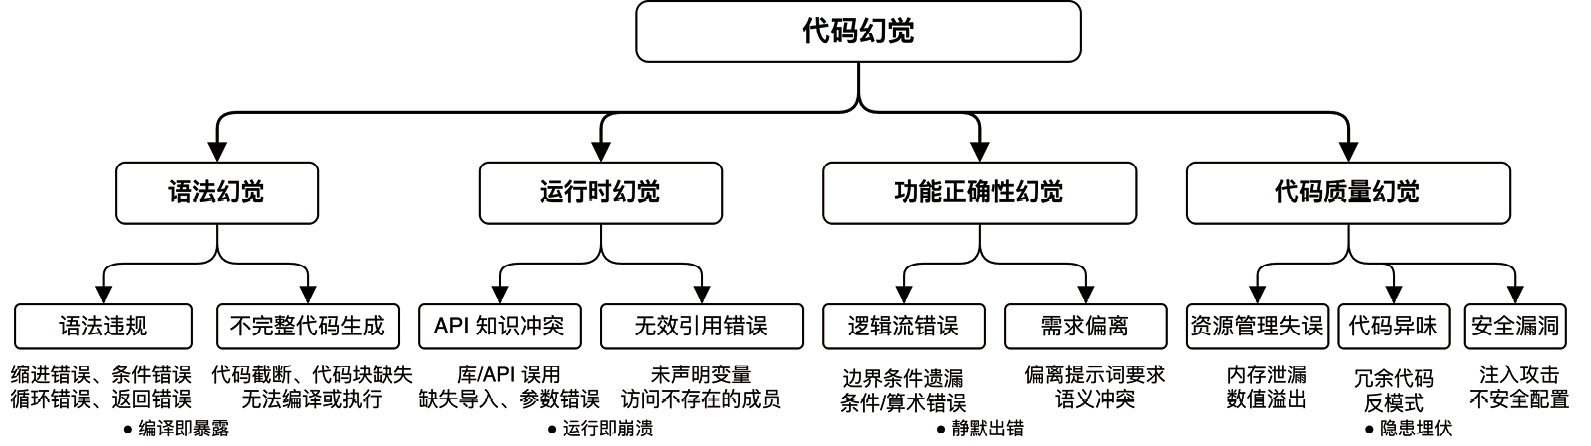 代码幻觉
语法幻觉
运行时幻觉
功能正确性幻觉
代码质量幻觉
语法违规
不完整代码生成
API 知识冲突
无效引用错误
逻辑流错误
需求偏离
资源管理失误
代码异味
安全漏洞
缩进错误、条件错误
循环错误、返回错误
代码截断、代码块缺失
无法编译或执行
库/API 误用
缺失导入、参数错误
未声明变量
访问不存在的成员
边界条件遗漏
条件/算术错误
偏离提示词要求
语义冲突
内存泄漏
数值溢出
冗余代码
反模式
注入攻击
不安全配置
● 编译即暴露
● 运行即崩溃
● 静默出错
● 隐患埋伏